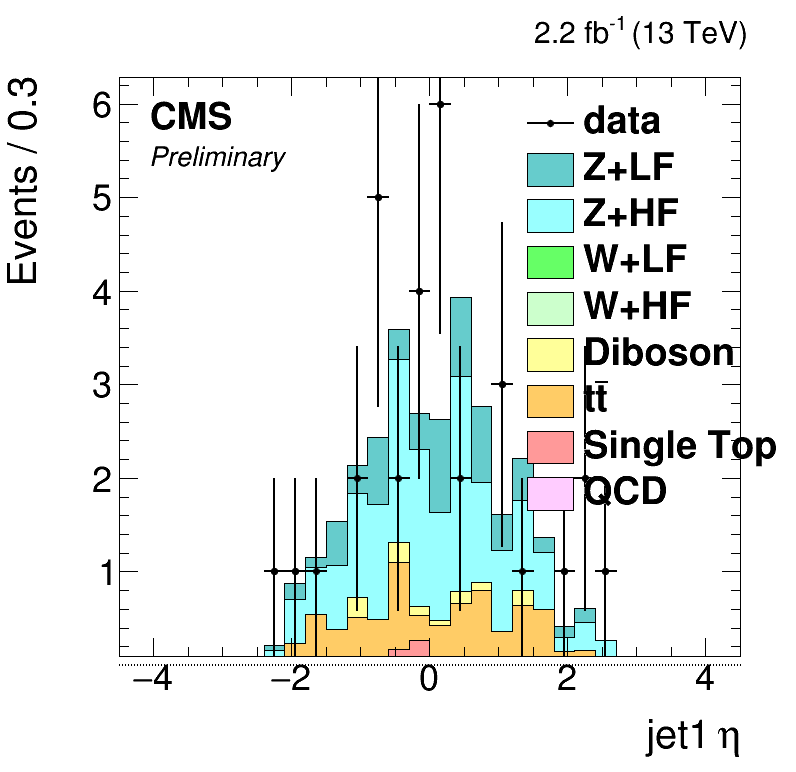 2.2 fb⁻¹ (13 TeV)
Events / 0.3
CMS
Preliminary
data
Z+LF
Z+HF
W+LF
W+HF
Diboson
tt̄
Single Top
QCD
6
5
4
3
2
1
−4 −2 0 2 4
jet1 η